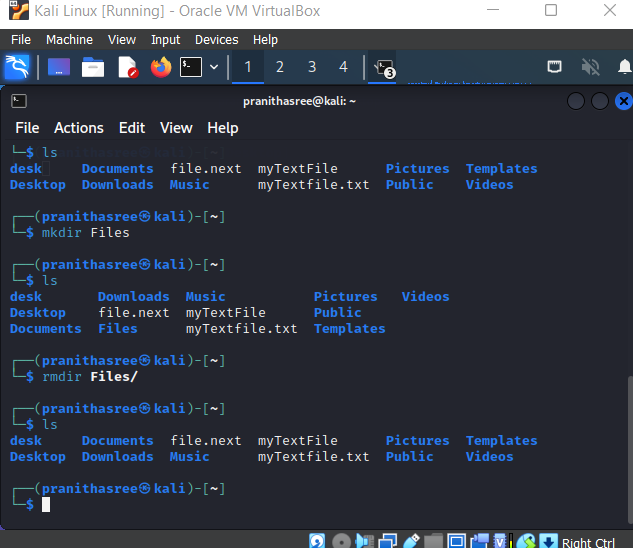 Kali Linux [Running] - Oracle VM VirtualBox
File Machine View Input Devices Help
1 2 3 4 3
pranithasree@kali: ~
File Actions Edit View Help
└─$ ls
desk Documents file.next myTextFile Pictures Templates
Desktop Downloads Music myTextfile.txt Public Videos
┌──(pranithasree㉿kali)-[~]
└─$ mkdir Files
┌──(pranithasree㉿kali)-[~]
└─$ ls
desk Downloads Music Pictures Videos
Desktop file.next myTextFile Public
Documents Files myTextfile.txt Templates
┌──(pranithasree㉿kali)-[~]
└─$ rmdir Files/
┌──(pranithasree㉿kali)-[~]
└─$ ls
desk Documents file.next myTextFile Pictures Templates
Desktop Downloads Music myTextfile.txt Public Videos
┌──(pranithasree㉿kali)-[~]
└─$
Right Ctrl